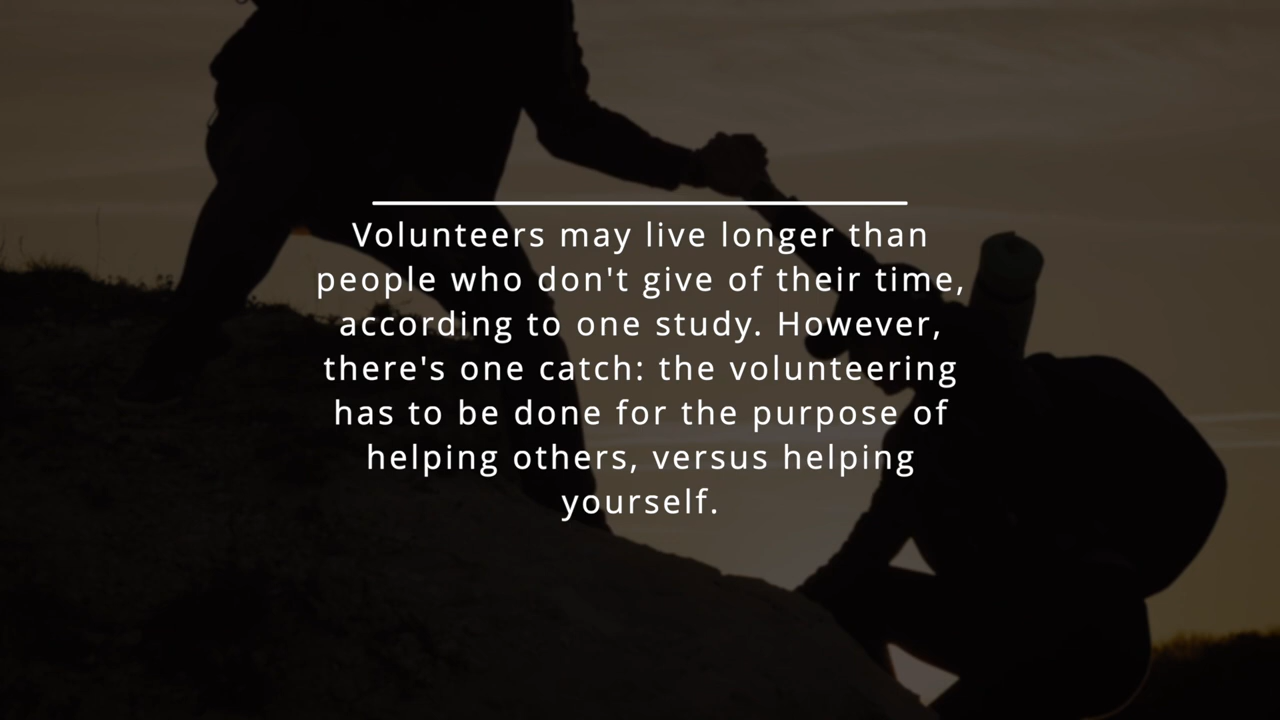 Volunteers may live longer than
people who don't give of their time,
according to one study. However,
there's one catch: the volunteering
has to be done for the purpose of
helping others, versus helping
yourself.